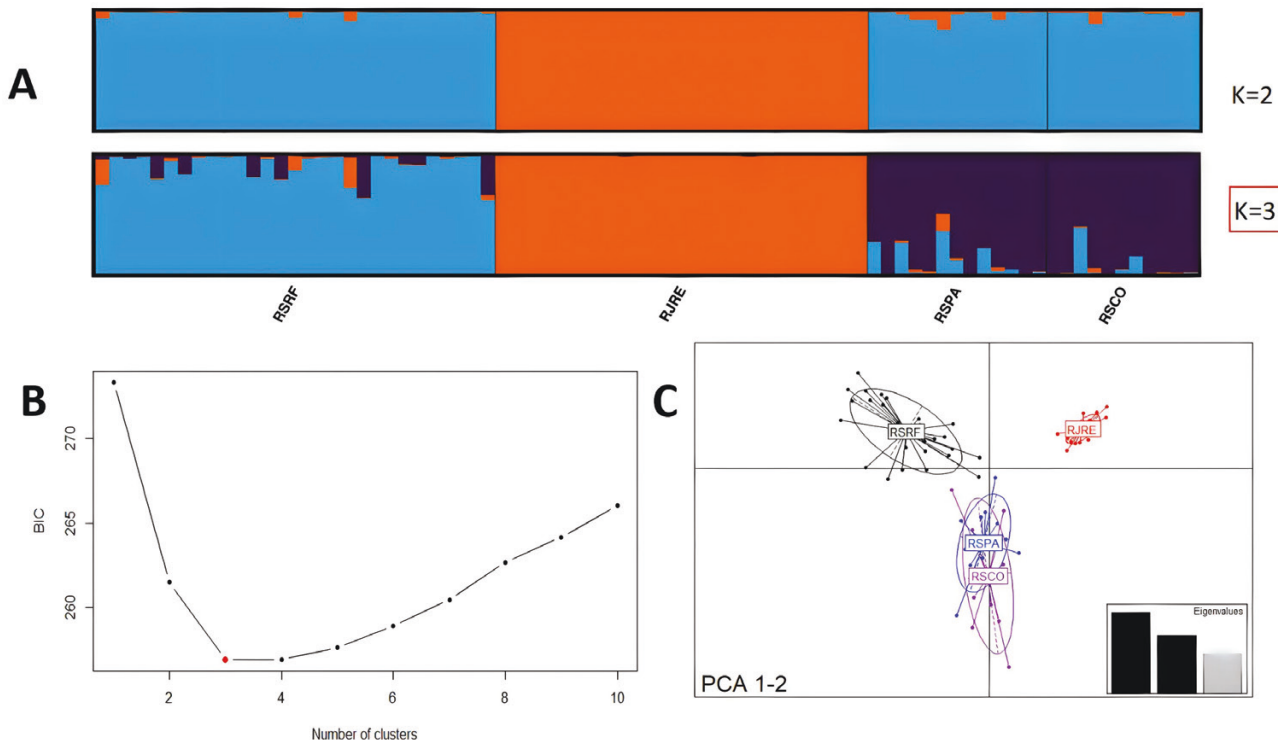 A
K=2
K=3
RSRF
RJRE
RSPA
RSCO
B
270
265
260
BIC
2
4
6
8
10
Number of clusters
C
RSRF
RJRE
RSPA
RSCO
Eigenvalues
PCA 1-2